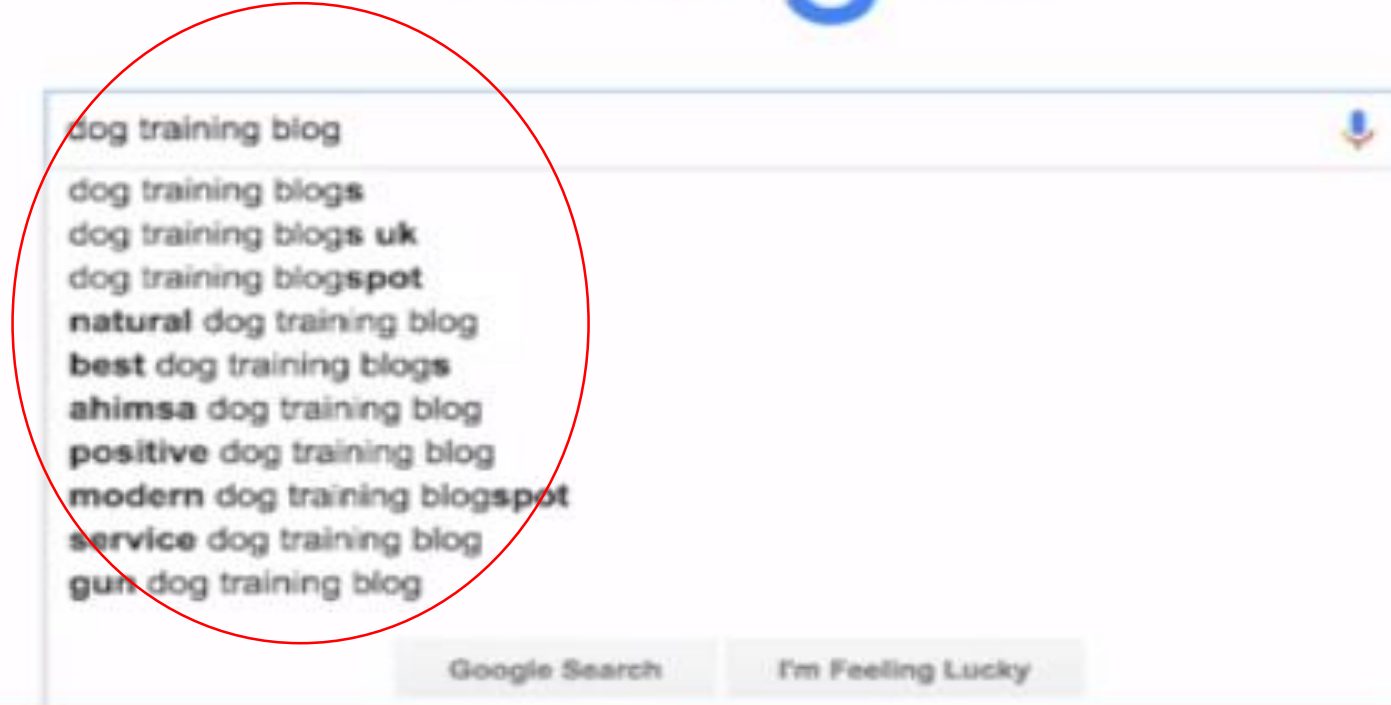 dog training blog
dog training blogs
dog training blogs uk
dog training blogspot
natural dog training blog
best dog training blogs
ahimsa dog training blog
positive dog training blog
modern dog training blogspot
service dog training blog
gun dog training blog
Google Search I'm Feeling Lucky